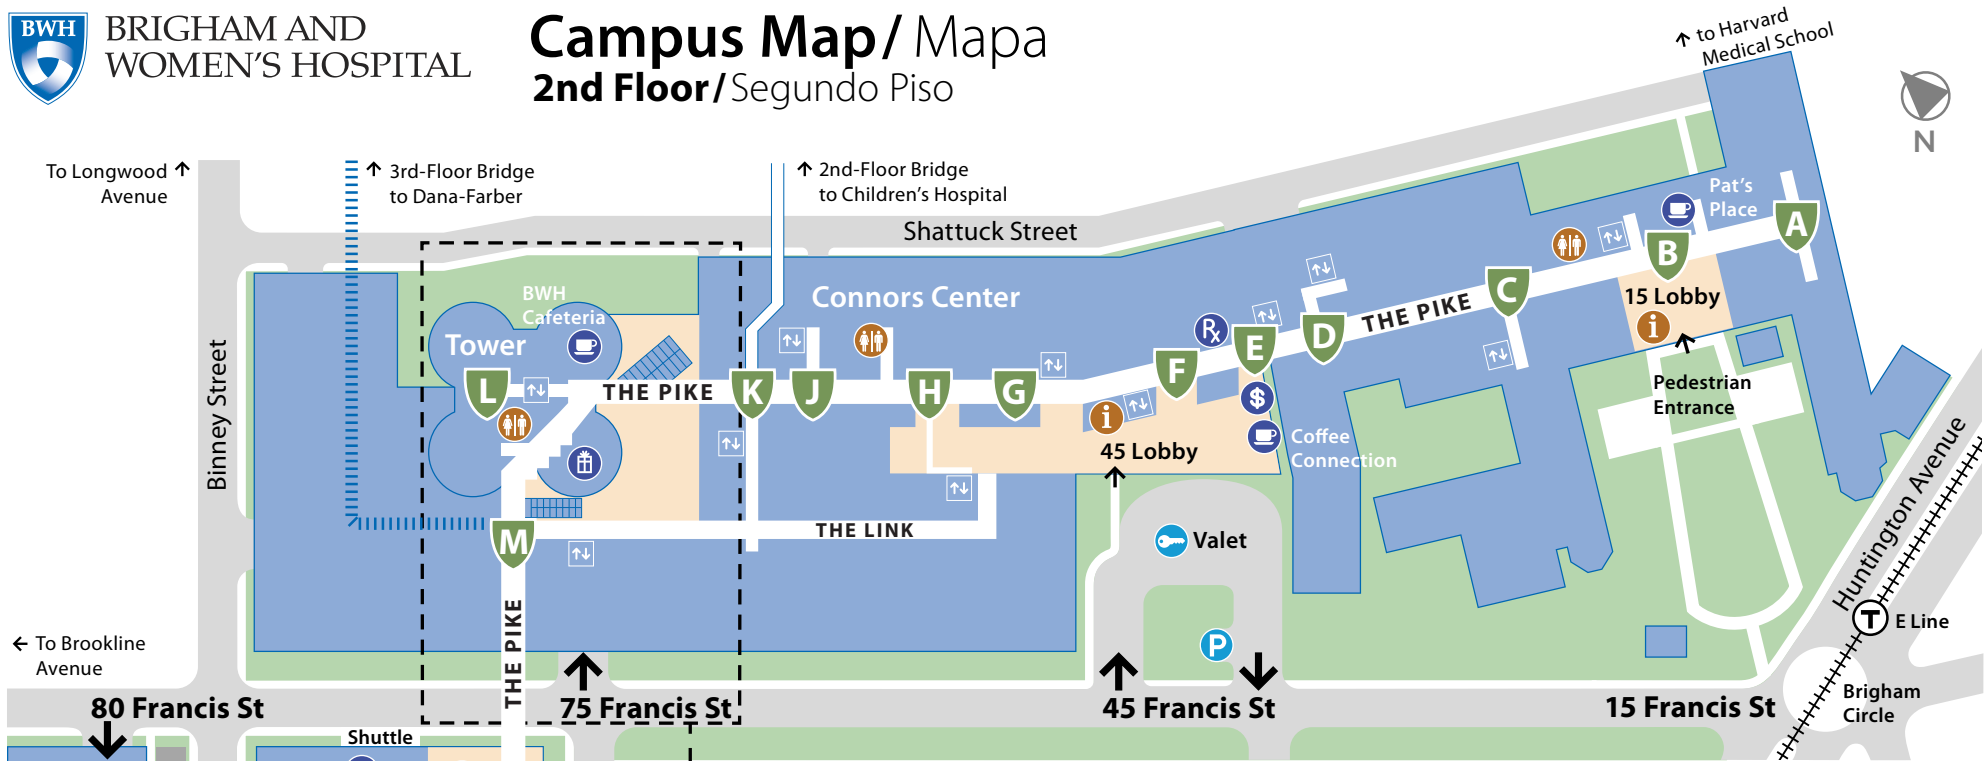 BWH
BRIGHAM AND
WOMEN'S HOSPITAL
Campus Map/ Mapa
2nd Floor/ Segundo Piso
to Harvard
Medical School
N
To Longwood
Avenue
3rd-Floor Bridge
to Dana-Farber
2nd-Floor Bridge
to Children's Hospital
Shattuck Street
Pat's
Place
A
B
C
15 Lobby
i
BWH
Cafeteria
Connors Center
Tower
THE PIKE
D
E
Rx
F
L
THE PIKE
K
J
H
G
i
$
45 Lobby
Coffee
Connection
Pedestrian
Entrance
Binney Street
M
THE LINK
Valet
Huntington Avenue
THE PIKE
P
T
E Line
To Brookline
Avenue
80 Francis St
75 Francis St
45 Francis St
15 Francis St
Brigham
Circle
Shuttle